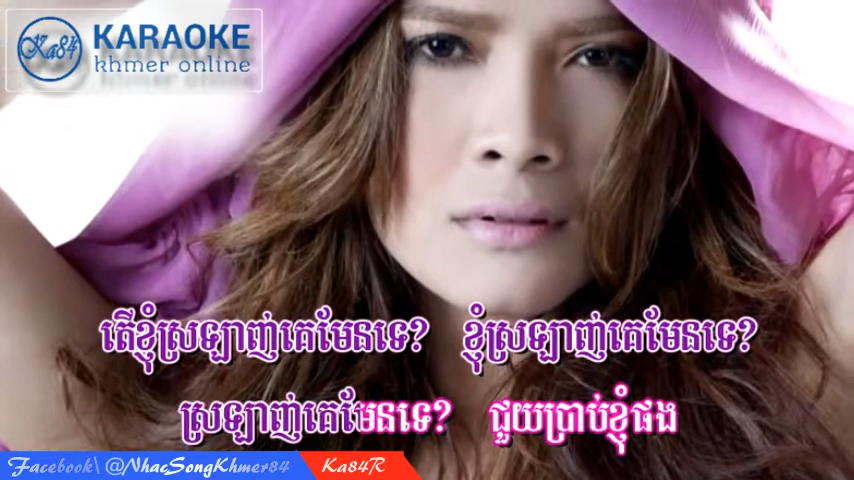 Ka84
KARAOKE
khmer online
តើខ្ញុំស្រឡាញ់គេមែនទេ? ខ្ញុំស្រឡាញ់គេមែនទេ?
ស្រឡាញ់គេមែនទេ? ជួយប្រាប់ខ្ញុំផង
Facebook\ @NhacSongKhmer84 Ka84R